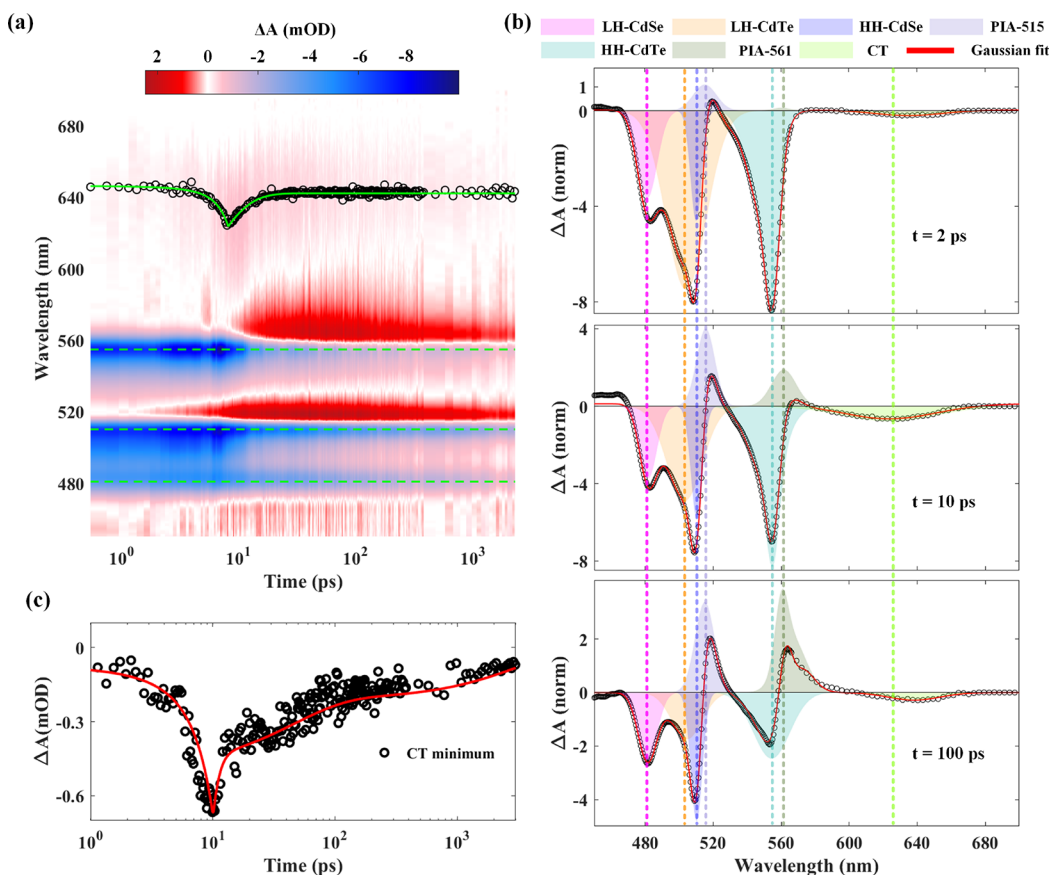 (a)
ΔA (mOD)
2 0 -2 -4 -6 -8
Wavelength (nm)
680
640
600
560
520
480
10^0 10^1 10^2 10^3
Time (ps)
(b)
LH-CdSe LH-CdTe HH-CdSe PIA-515
HH-CdTe PIA-561 CT Gaussian fit
ΔA (norm)
1
0
-4
-8
t = 2 ps
ΔA (norm)
4
0
-4
-8
t = 10 ps
ΔA (norm)
2
0
-2
-4
t = 100 ps
480 520 560 600 640 680
Wavelength (nm)
(c)
ΔA(mOD)
0
-0.3
-0.6
CT minimum
10^0 10^1 10^2 10^3
Time (ps)